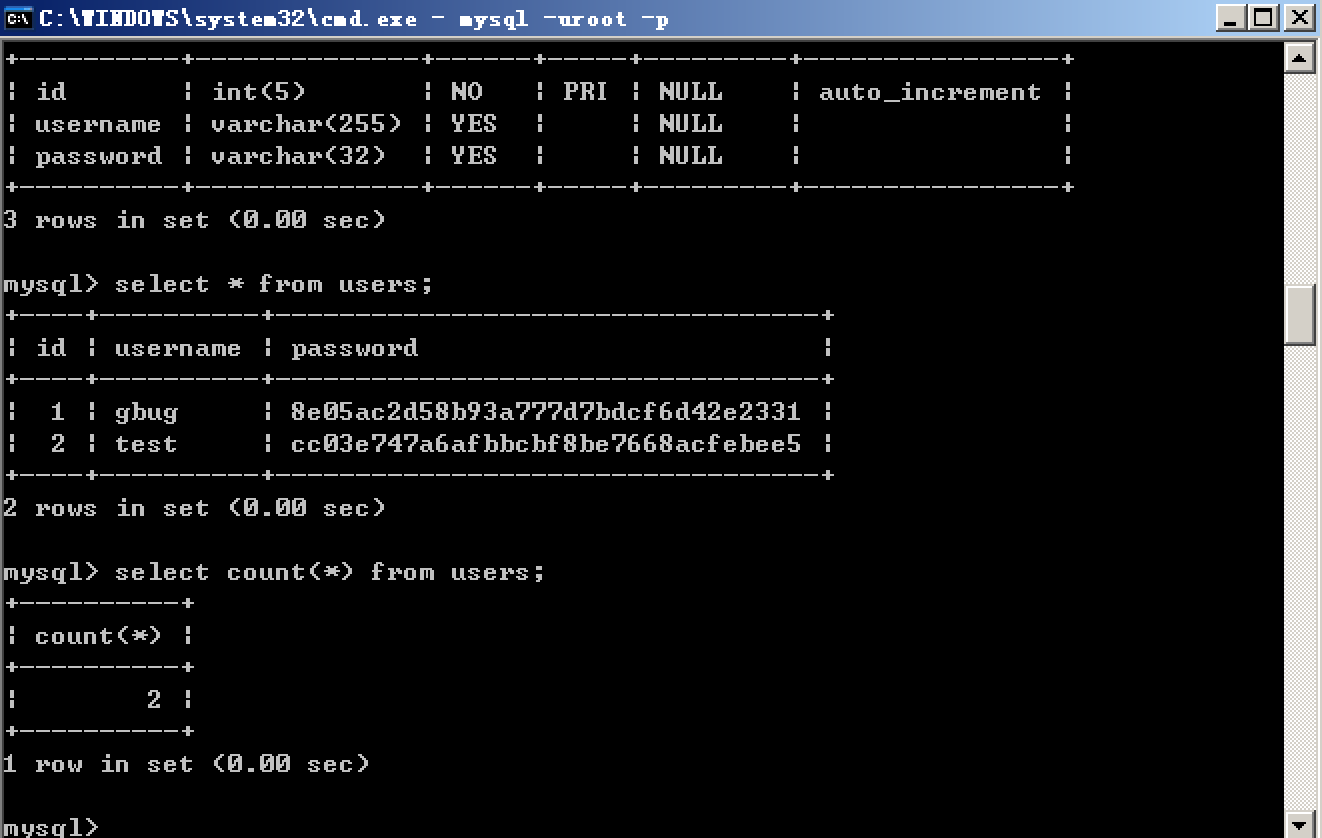 C:\WINDOWS\system32\cmd.exe - mysql -uroot -p
+----------+--------------+------+-----+---------+----------------+
| id       | int(5)       | NO   | PRI | NULL    | auto_increment |
| username | varchar(255) | YES  |     | NULL    |                |
| password | varchar(32)  | YES  |     | NULL    |                |
+----------+--------------+------+-----+---------+----------------+
3 rows in set (0.00 sec)
mysql> select * from users;
+----+----------+----------------------------------+
| id | username | password                         |
+----+----------+----------------------------------+
|  1 | gbug     | 8e05ac2d58b93a777d7bdcf6d42e2331 |
|  2 | test     | cc03e747a6afbbcbf8be7668acfebee5 |
+----+----------+----------------------------------+
2 rows in set (0.00 sec)
mysql> select count(*) from users;
+----------+
| count(*) |
+----------+
|        2 |
+----------+
1 row in set (0.00 sec)
mysql>